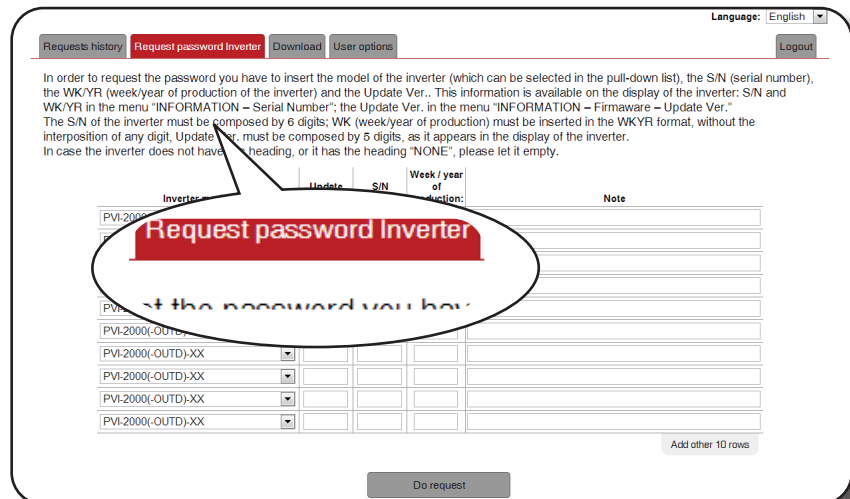 Language: English
Requests history Request password Inverter Download User options Logout
In order to request the password you have to insert the model of the inverter (which can be selected in the pull-down list), the S/N (serial number),
the WK/YR (week/year of production of the inverter) and the Update Ver.. This information is available on the display of the inverter: S/N and
WK/YR in the menu “INFORMATION – Serial Number”; the Update Ver. in the menu “INFORMATION – Firmaware – Update Ver.”
The S/N of the inverter must be composed by 6 digits; WK (week/year of production) must be inserted in the WKYR format, without the
interposition of any digit, Update Ver. must be composed by 5 digits, as it appears in the display of the inverter.
In case the inverter does not have heading, or it has the heading “NONE”, please let it empty.
Week / year
Update S/N of
Inverter Note
Request password Inverter
the password you
PVI-2000(-OUTD)-XX
PVI-2000(-OUTD)-XX
PVI-2000(-OUTD)-XX
PVI-2000(-OUTD)-XX
Add other 10 rows
Do request